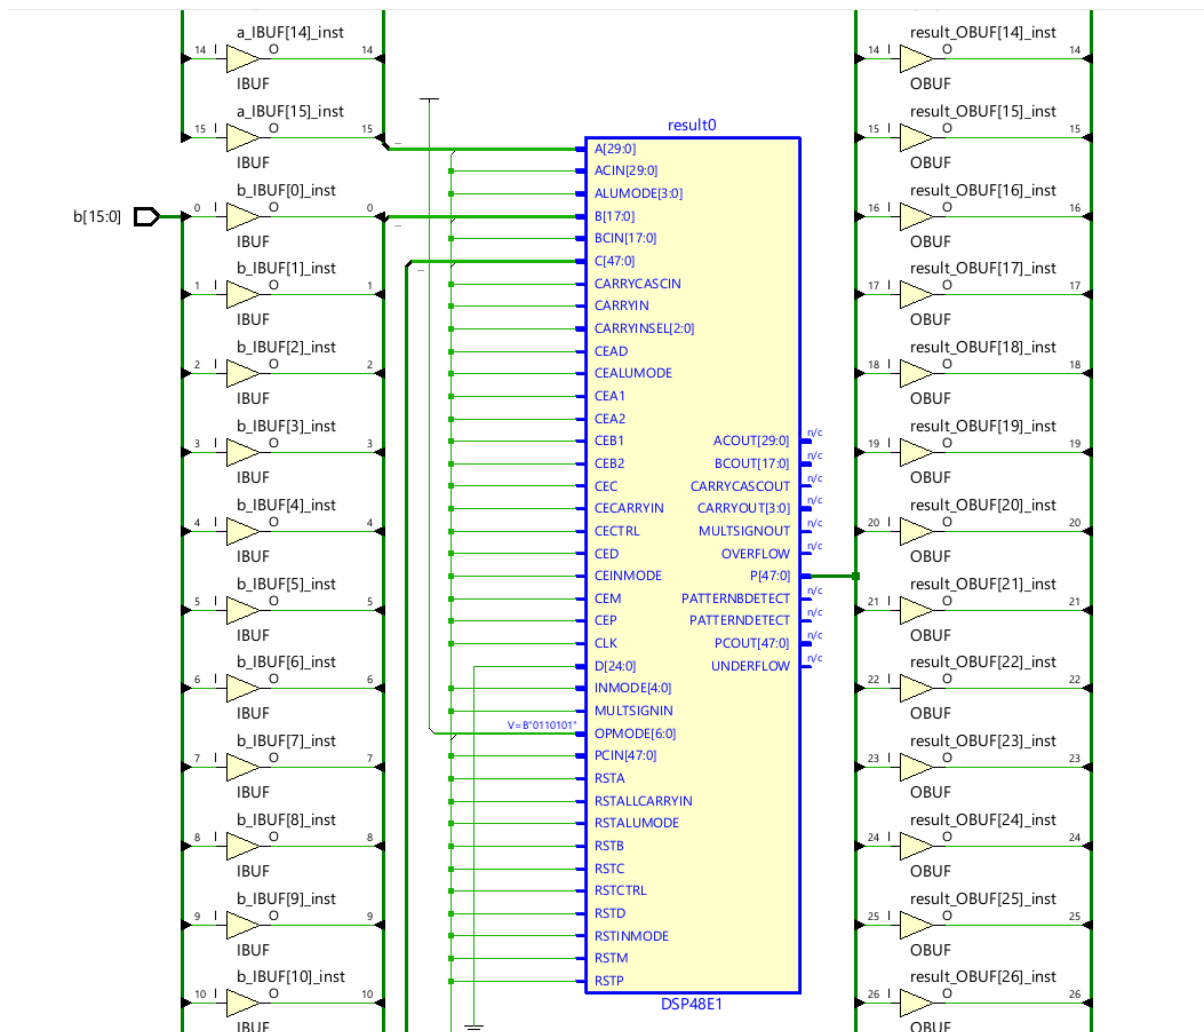 a_IBUF[14]_inst
14 I O 14
IBUF
a_IBUF[15]_inst
15 I O 15
IBUF
b[15:0]
b_IBUF[0]_inst
0 I O 0
IBUF
b_IBUF[1]_inst
1 I O 1
IBUF
b_IBUF[2]_inst
2 I O 2
IBUF
b_IBUF[3]_inst
3 I O 3
IBUF
b_IBUF[4]_inst
4 I O 4
IBUF
b_IBUF[5]_inst
5 I O 5
IBUF
b_IBUF[6]_inst
6 I O 6
IBUF
b_IBUF[7]_inst
7 I O 7
IBUF
b_IBUF[8]_inst
8 I O 8
IBUF
b_IBUF[9]_inst
9 I O 9
IBUF
b_IBUF[10]_inst
10 I O 10
IBUF
result0
A[29:0]
ACIN[29:0]
ALUMODE[3:0]
B[17:0]
BCIN[17:0]
C[47:0]
CARRYCASCIN
CARRYIN
CARRYINSEL[2:0]
CEAD
CEALUMODE
CEA1
CEA2
CEB1
CEB2
CEC
CECARRYIN
CECTRL
CED
CEINMODE
CEM
CEP
CLK
D[24:0]
INMODE[4:0]
MULTSIGNIN
V=B"0110101" OPMODE[6:0]
PCIN[47:0]
RSTA
RSTALLCARRYIN
RSTALUMODE
RSTB
RSTC
RSTCTRL
RSTD
RSTINMODE
RSTM
RSTP
ACOUT[29:0] n/c
BCOUT[17:0] n/c
CARRYCASCOUT n/c
CARRYOUT[3:0] n/c
MULTSIGNOUT n/c
OVERFLOW n/c
P[47:0]
PATTERNBDETECT n/c
PATTERNDETECT n/c
PCOUT[47:0] n/c
UNDERFLOW n/c
DSP48E1
result_OBUF[14]_inst
14 I O 14
OBUF
result_OBUF[15]_inst
15 I O 15
OBUF
result_OBUF[16]_inst
16 I O 16
OBUF
result_OBUF[17]_inst
17 I O 17
OBUF
result_OBUF[18]_inst
18 I O 18
OBUF
result_OBUF[19]_inst
19 I O 19
OBUF
result_OBUF[20]_inst
20 I O 20
OBUF
result_OBUF[21]_inst
21 I O 21
OBUF
result_OBUF[22]_inst
22 I O 22
OBUF
result_OBUF[23]_inst
23 I O 23
OBUF
result_OBUF[24]_inst
24 I O 24
OBUF
result_OBUF[25]_inst
25 I O 25
OBUF
result_OBUF[26]_inst
26 I O 26
OBUF